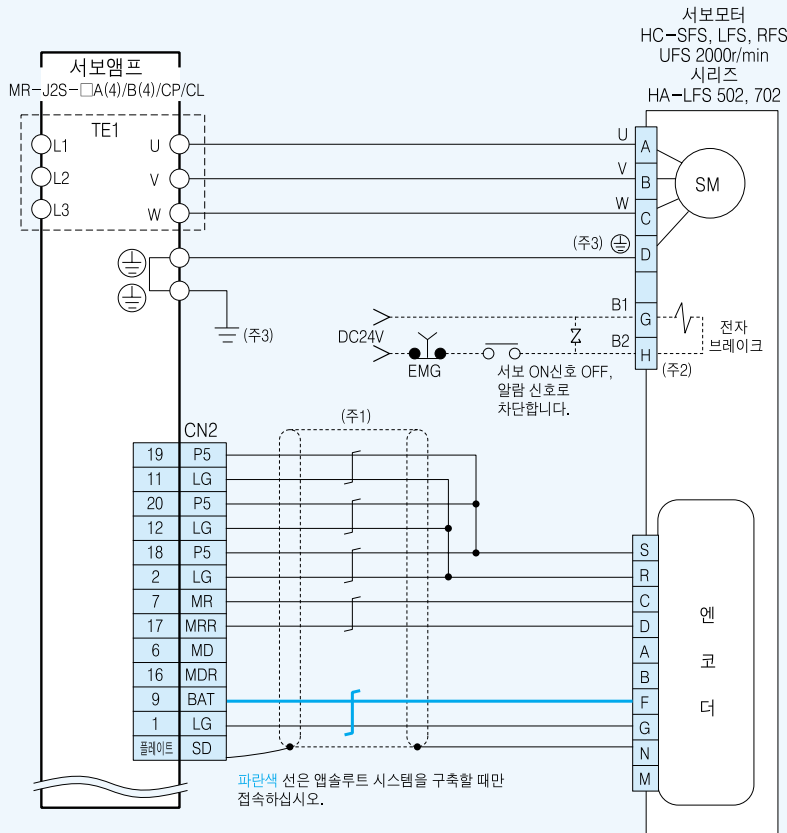 서보모터
HC-SFS, LFS, RFS
UFS 2000r/min
시리즈
HA-LFS 502, 702
서보앰프
MR-J2S-□A(4)/B(4)/CP/CL
TE1
L1
L2
L3
U
V
W
U
V
W
(주3)
A
B
C
D
G
H
SM
(주3)
B1
B2
DC24V
EMG
서보 ON신호 OFF,
알람 신호로
차단합니다.
(주2)
전자
브레이크
(주1)
CN2
19 P5
11 LG
20 P5
12 LG
18 P5
2 LG
7 MR
17 MRR
6 MD
16 MDR
9 BAT
1 LG
플레이트 SD
S
R
C
D
A
B
F
G
N
M
엔
코
더
파란색 선은 앱솔루트 시스템을 구축할 때만
접속하십시오.